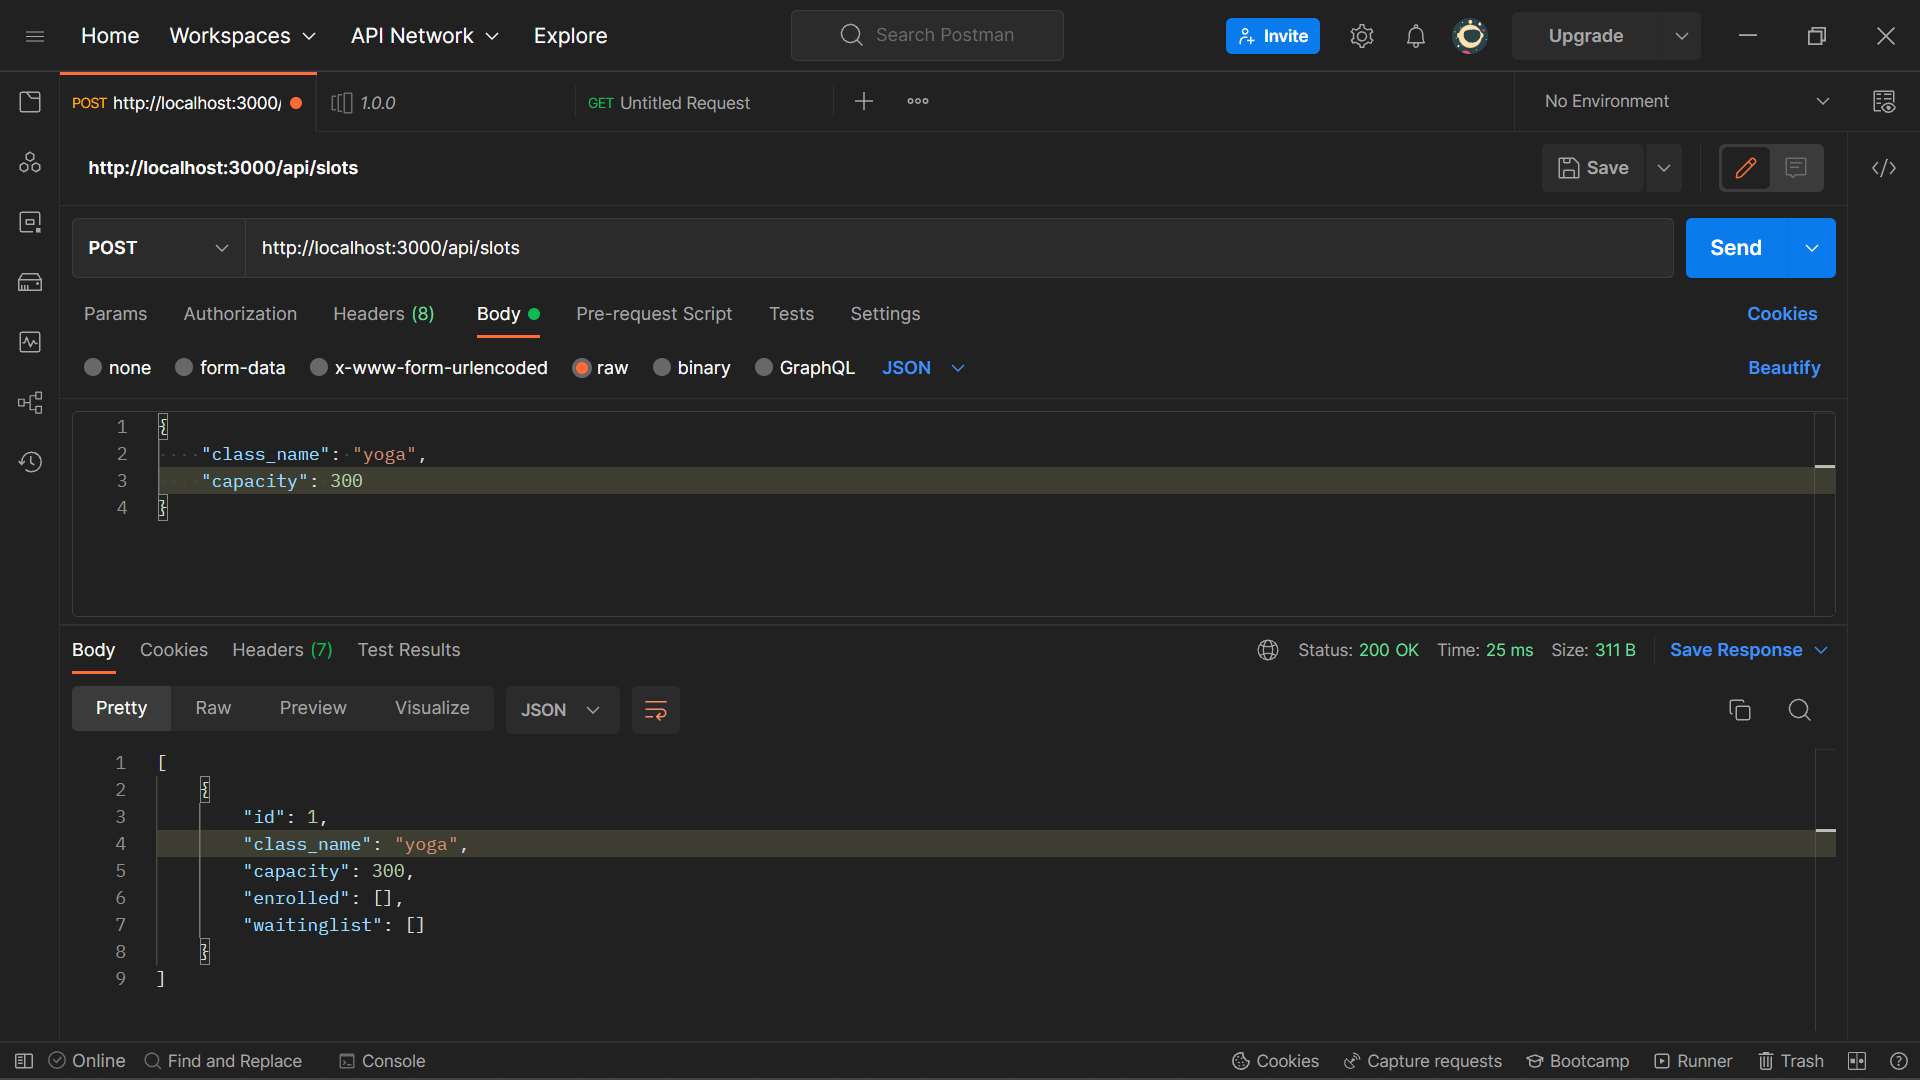 Home Workspaces API Network Explore Search Postman Invite Upgrade
POST http://localhost:3000/ 1.0.0 GET Untitled Request No Environment
http://localhost:3000/api/slots Save
POST http://localhost:3000/api/slots Send
Params Authorization Headers (8) Body Pre-request Script Tests Settings Cookies
none form-data x-www-form-urlencoded raw binary GraphQL JSON Beautify
1 {
2 "class_name": "yoga",
3 "capacity": 300
4 }
Body Cookies Headers (7) Test Results Status: 200 OK Time: 25 ms Size: 311 B Save Response
Pretty Raw Preview Visualize JSON
1 [
2 {
3 "id": 1,
4 "class_name": "yoga",
5 "capacity": 300,
6 "enrolled": [],
7 "waitinglist": []
8 }
9 ]
Online Find and Replace Console Cookies Capture requests Bootcamp Runner Trash